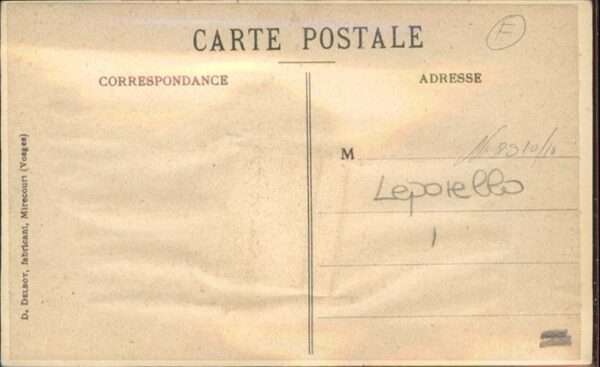 CARTE POSTALE
E
CORRESPONDANCE
ADRESSE
M
Leporello
D. DELBOY, fabricant, Mirecourt (Vosges)